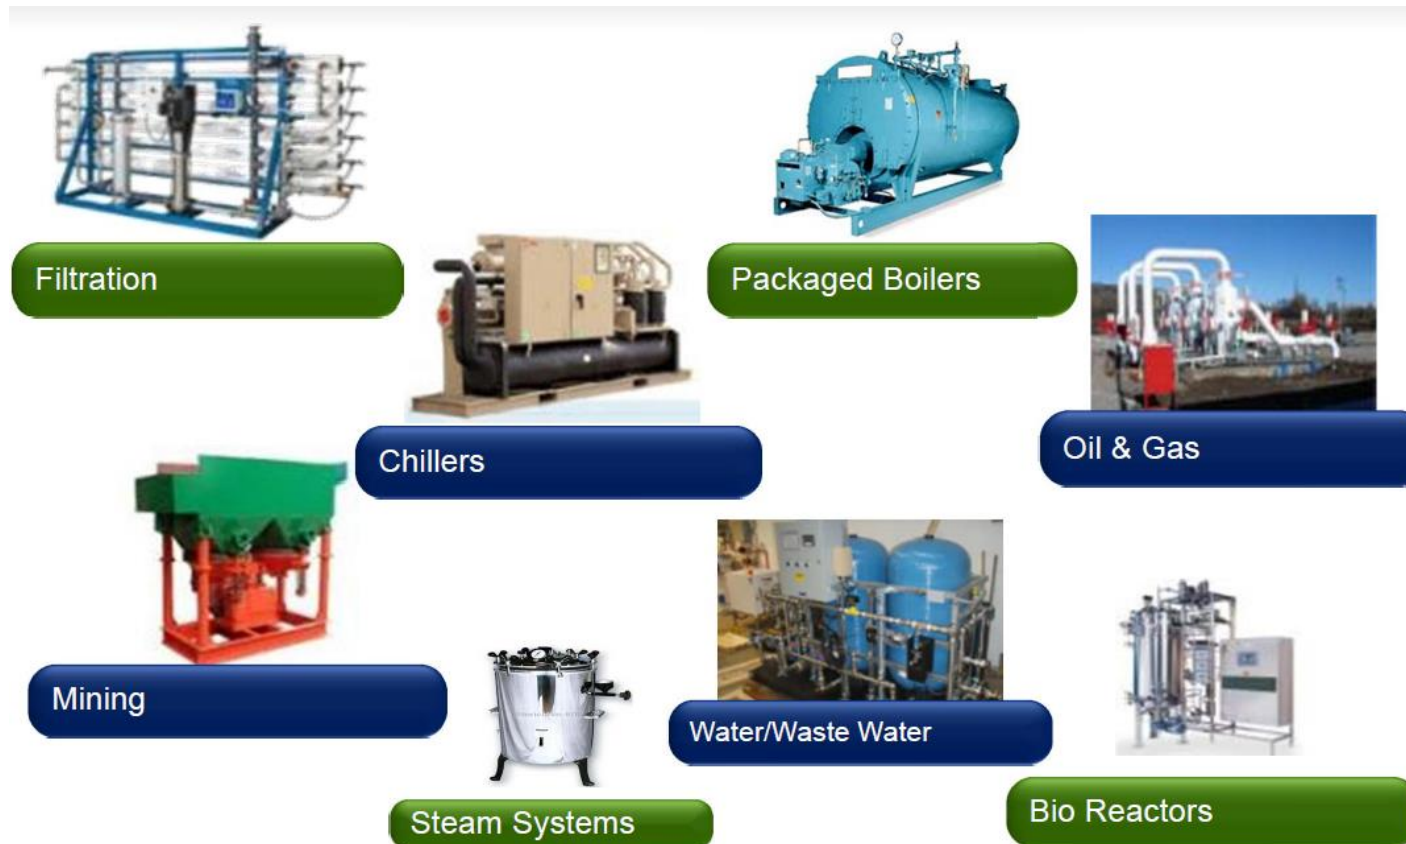 Filtration
Packaged Boilers
Chillers
Oil & Gas
Mining
Water/Waste Water
Steam Systems
Bio Reactors